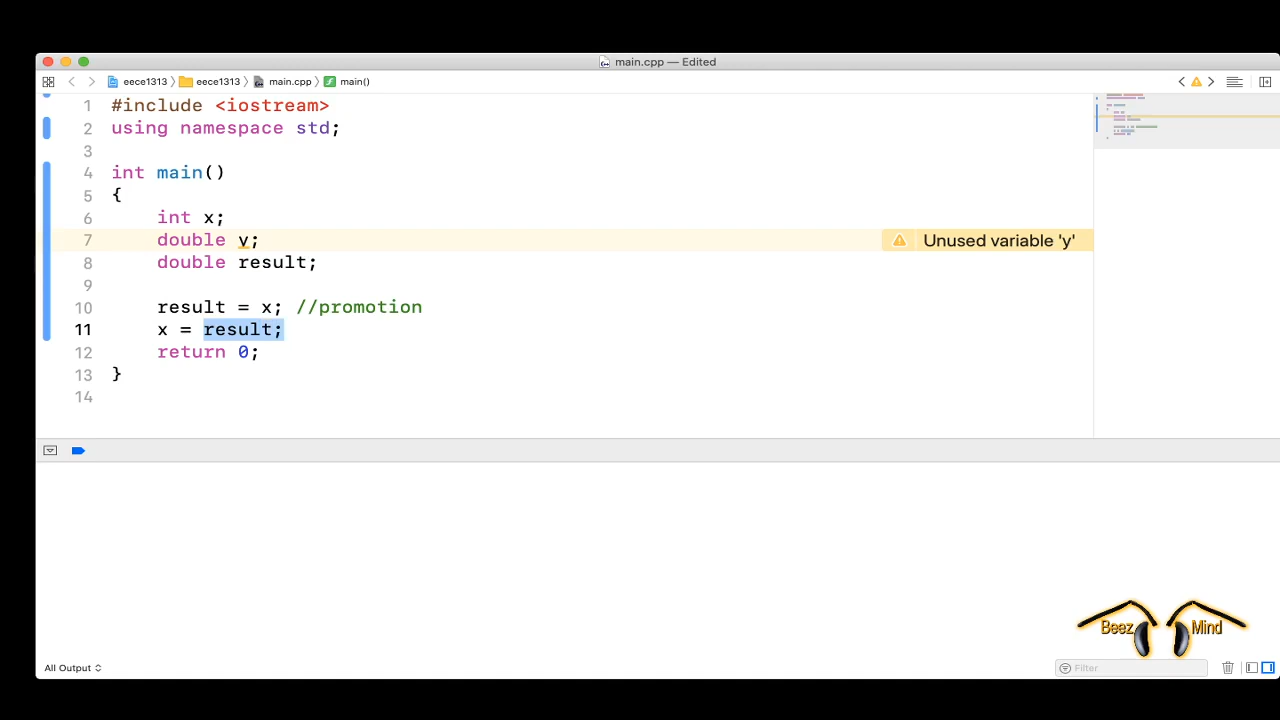 main.cpp — Edited
eece1313 eece1313 main.cpp main()
1 #include <iostream>
2 using namespace std;
3
4 int main()
5 {
6 int x;
7 double y; Unused variable 'y'
8 double result;
9
10 result = x; //promotion
11 x = result;
12 return 0;
13 }
14
Beez Mind
All Output Filter